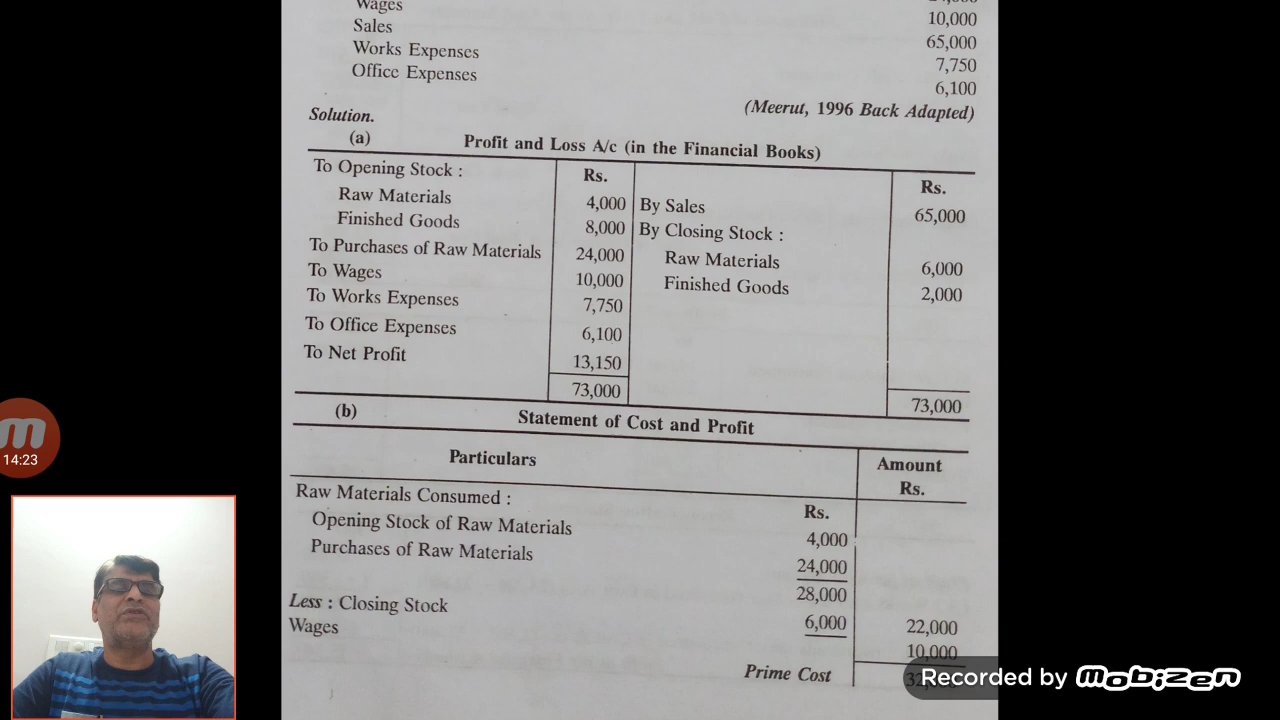 Wages
10,000
Sales 65,000
Works Expenses 7,750
Office Expenses 6,100
(Meerut, 1996 Back Adapted)
Solution.
(a) Profit and Loss A/c (in the Financial Books)
To Opening Stock : Rs. Rs.
Raw Materials 4,000 By Sales 65,000
Finished Goods 8,000 By Closing Stock :
To Purchases of Raw Materials 24,000 Raw Materials 6,000
To Wages 10,000 Finished Goods 2,000
To Works Expenses 7,750
To Office Expenses 6,100
To Net Profit 13,150
73,000 73,000
(b) Statement of Cost and Profit
Particulars Amount
Rs.
Raw Materials Consumed : Rs.
Opening Stock of Raw Materials 4,000
Purchases of Raw Materials 24,000
28,000
Less : Closing Stock 6,000 22,000
Wages 10,000
Prime Cost
14:23
Recorded by Mobizen